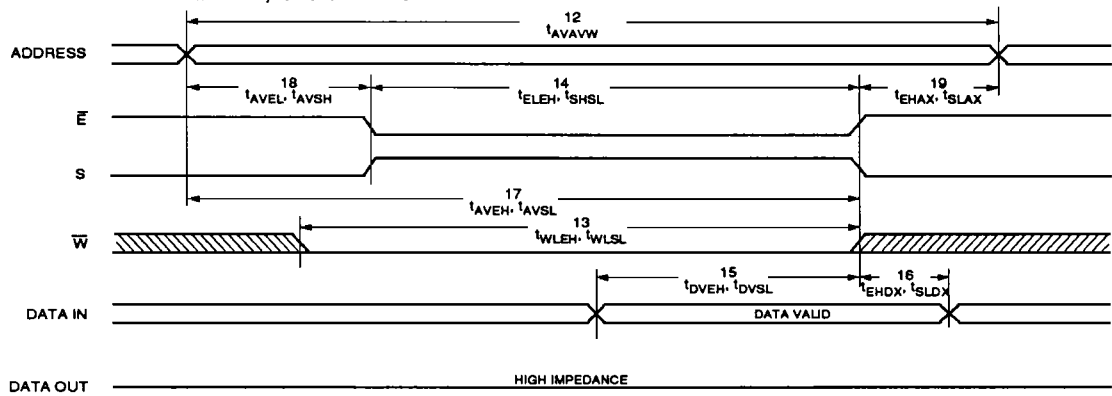 12
tAVAVW
ADDRESS
18
tAVEL, tAVSH
14
tELEH, tSHSL
19
tEHAX, tSLAX
E
S
17
tAVEH, tAVSL
13
tWLEH, tWLSL
W
15
tDVEH, tDVSL
16
tEHDX, tSLDX
DATA IN
DATA VALID
DATA OUT
HIGH IMPEDANCE